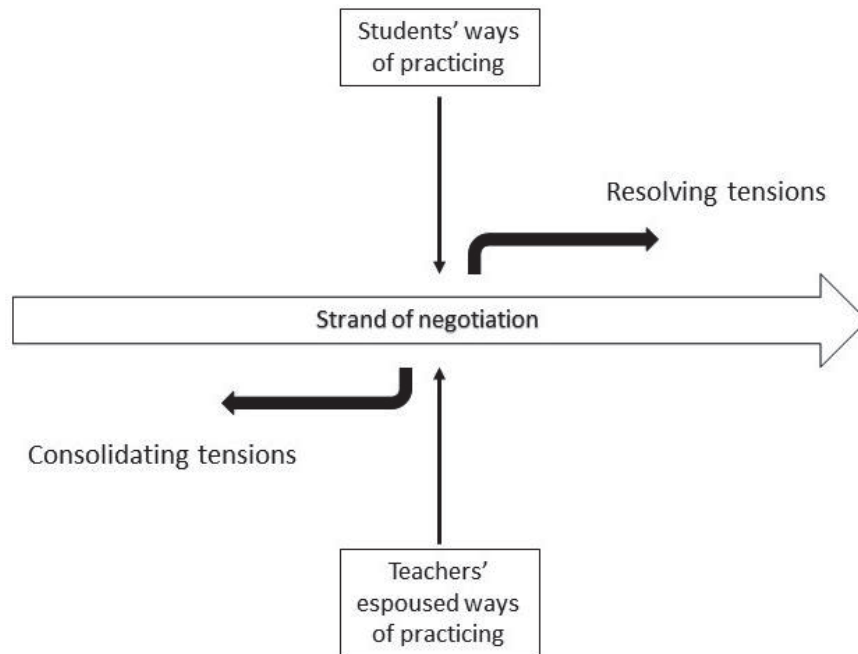 Students’ ways
of practicing
Resolving tensions
Strand of negotiation
Consolidating tensions
Teachers’
espoused ways
of practicing